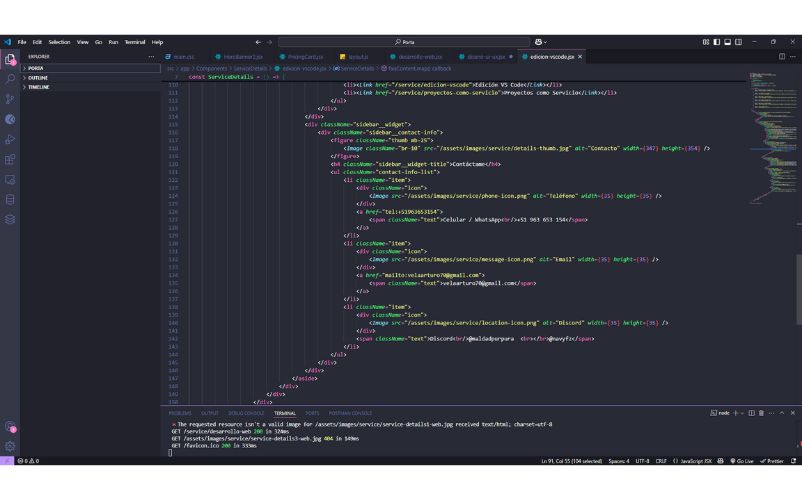 File Edit Selection View Go Run Terminal Help
Porta
EXPLORER
main.css
HeroBanner2.jsx
PricingCard.jsx
layout.js
desarrollo-web.jsx
diseno-ui-ux.jsx
edicion-vscode.jsx
src > app > Components > ServiceDetails > edicion-vscode.jsx > ServiceDetails > faqContent.map() callback
PORTA
OUTLINE
TIMELINE
7 const ServiceDetails = () => {
110 <li><Link href="/service/edicion-vscode">Edición VS Code</Link></li>
111 <li><Link href="/service/proyectos-como-servicio">Proyectos como Servicio</Link></li>
112 </ul>
113 </div>
114 </div>
115 <div className="sidebar__widget">
116 <div className="sidebar__contact-info">
117 <figure className="thumb mb-25">
118 <Image className="br-10" src="/assets/images/service/details-thumb.jpg" alt="Contacto" width={347} height={354} />
119 </figure>
120 <h4 className="sidebar__widget-title">Contáctame</h4>
121 <ul className="contact-info-list">
122 <li className="item">
123 <div className="icon">
124 <Image src="/assets/images/service/phone-icon.png" alt="Teléfono" width={35} height={35} />
125 </div>
126 <a href="tel:+51963653154">
127 <span className="text">Celular / WhatsApp<br/>+51 963 653 154</span>
128 </a>
129 </li>
130 <li className="item">
131 <div className="icon">
132 <Image src="/assets/images/service/message-icon.png" alt="Email" width={35} height={35} />
133 </div>
134 <a href="mailto:velaarturo70@gmail.com">
135 <span className="text">velaarturo70@gmail.com</span>
136 </a>
137 </li>
138 <li className="item">
139 <div className="icon">
140 <Image src="/assets/images/service/location-icon.png" alt="Discord" width={35} height={35} />
141 </div>
142 <span className="text">Discord<br/>@maldadpurpura <br></br>@navyfz</span>
143 </li>
144 </ul>
145 </div>
146 </div>
147 </aside>
148 </div>
149 </div>
150 </div>
PROBLEMS OUTPUT DEBUG CONSOLE TERMINAL PORTS POSTMAN CONSOLE
node
⨯ The requested resource isn't a valid image for /assets/images/service/service-details1-web.jpg received text/html; charset=utf-8
GET /service/desarrollo-web 200 in 324ms
GET /assets/images/service/service-details3-web.jpg 404 in 149ms
GET /favicon.ico 200 in 333ms
0 0
Ln 91, Col 55 (104 selected) Spaces: 4 UTF-8 CRLF {} JavaScript JSX Go Live Prettier